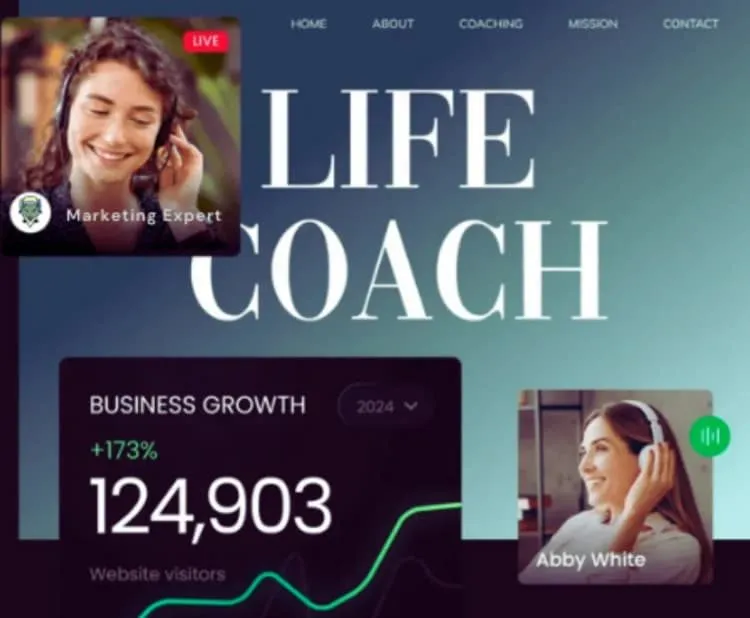 HOME ABOUT COACHING MISSION CONTACT
LIVE
Marketing Expert
LIFE
COACH
BUSINESS GROWTH
2024
+173%
124,903
Website visitors
Abby White